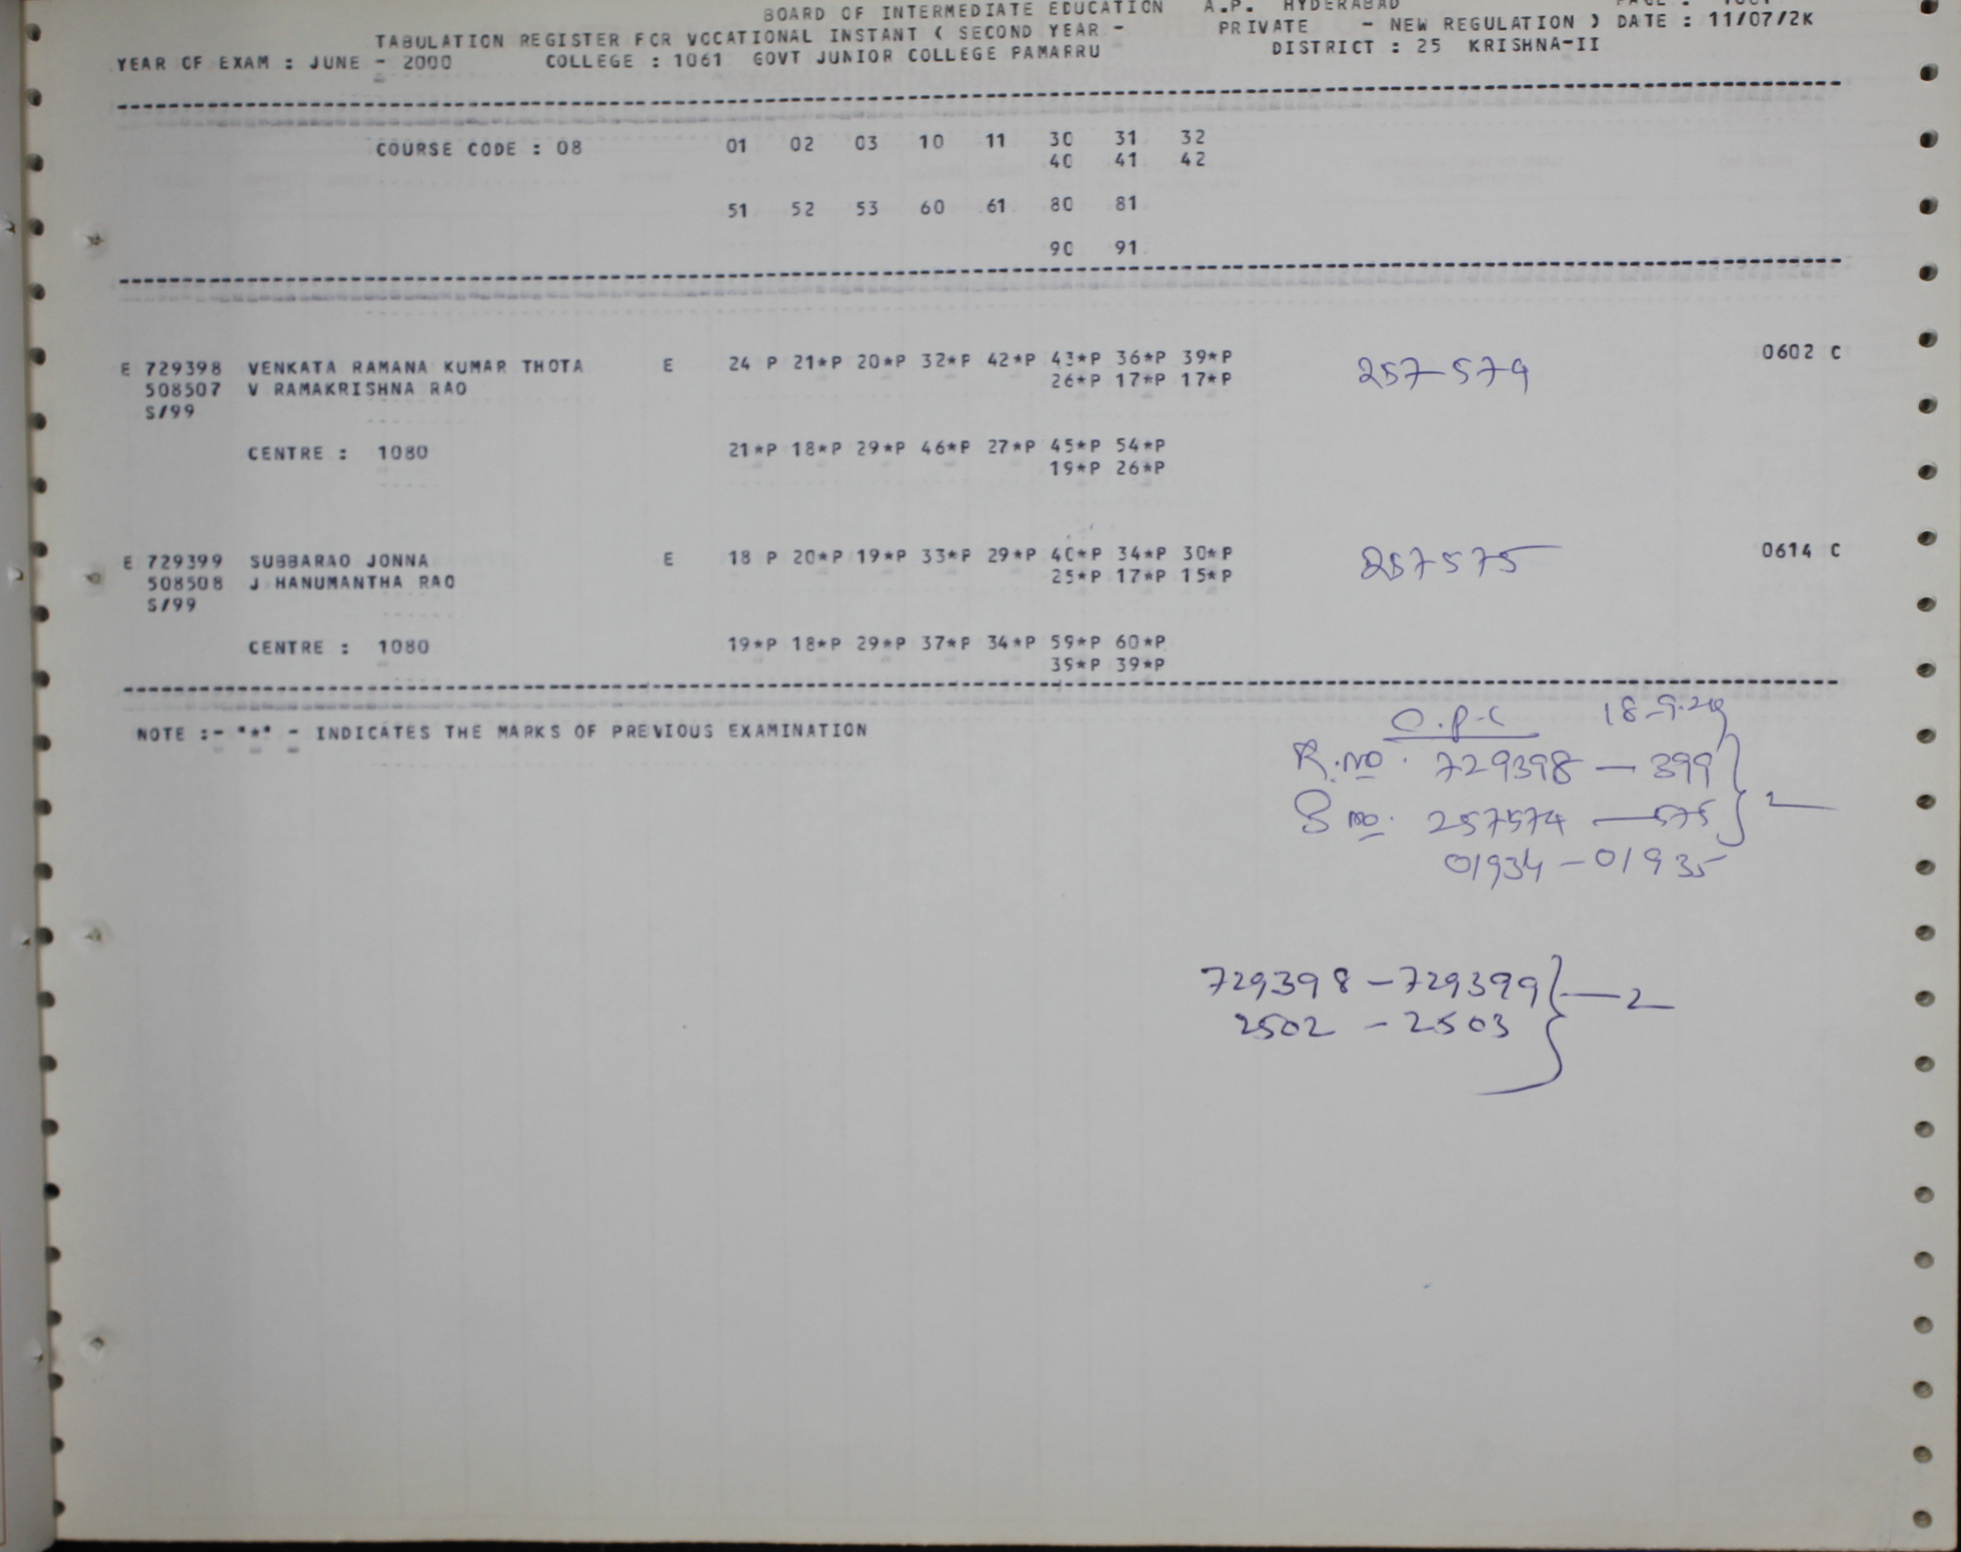 BOARD OF INTERMEDIATE EDUCATION A.P. HYDERABAD
TABULATION REGISTER FOR VOCATIONAL INSTANT ( SECOND YEAR - PRIVATE - NEW REGULATION ) DATE : 11/07/2K
YEAR OF EXAM : JUNE - 2000 COLLEGE : 1061 GOVT JUNIOR COLLEGE PAMARRU DISTRICT : 25 KRISHNA-II
COURSE CODE : 08 01 02 03 10 11 30 31 32
40 41 42
51 52 53 60 61 80 81
90 91
E 729398 VENKATA RAMANA KUMAR THOTA E 24 P 21*P 20*P 32*P 42*P 43*P 36*P 39*P 257574 0602 C
508507 V RAMAKRISHNA RAO 26*P 17*P 17*P
S/99
CENTRE : 1080 21*P 18*P 29*P 46*P 27*P 45*P 54*P
19*P 26*P
E 729399 SUBBARAO JONNA E 18 P 20*P 19*P 33*P 29*P 40*P 34*P 30*P 257575 0614 C
508508 J HANUMANTHA RAO 25*P 17*P 15*P
S/99
CENTRE : 1080 19*P 18*P 29*P 37*P 34*P 59*P 60*P
39*P 39*P
NOTE :- "*" - INDICATES THE MARKS OF PREVIOUS EXAMINATION
O.P.C
R.no. 729398 — 399
S no. 257574 — 575 } 2
01934 - 01935
729398 - 729399 } — 2
2502 - 2503